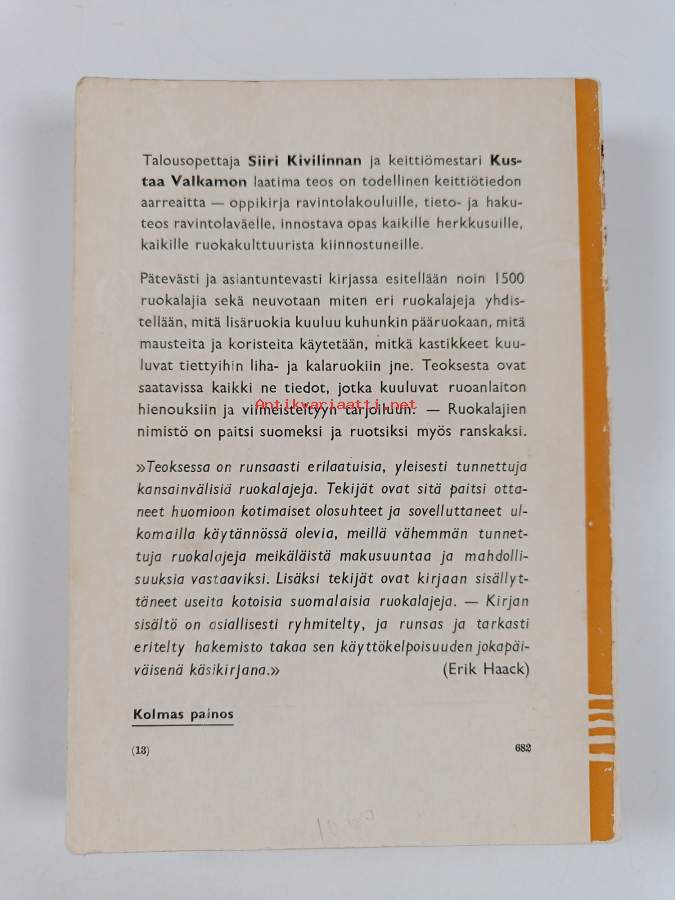 Talousopettaja Siiri Kivilinnan ja keittiömestari Kus-
taa Valkamon laatima teos on todellinen keittiötiedon
aarreaitta — oppikirja ravintolakouluille, tieto- ja haku-
teos ravintolaväelle, innostava opas kaikille herkkusuille,
kaikille ruokakulttuurista kiinnostuneille.
Pätevästi ja asiantuntevasti kirjassa esitellään noin 1500
ruokalajia sekä neuvotaan miten eri ruokalajeja yhdis-
tellään, mitä lisäruokia kuuluu kuhunkin pääruokaan, mitä
mausteita ja koristeita käytetään, mitkä kastikkeet kuu-
luvat tiettyihin liha- ja kalaruokiin jne. Teoksesta ovat
saatavissa kaikki ne tiedot, jotka kuuluvat ruoanlaiton
Antikvariaatti.net
hienouksiin ja viimeisteltyyn tarjoiluun. — Ruokalajien
nimistö on paitsi suomeksi ja ruotsiksi myös ranskaksi.
»Teoksessa on runsaasti erilaatuisia, yleisesti tunnettuja
kansainvälisiä ruokalajeja. Tekijät ovat sitä paitsi otta-
neet huomioon kotimaiset olosuhteet ja sovelluttaneet ul-
komailla käytännössä olevia, meillä vähemmän tunnet-
tuja ruokalajeja meikäläistä makusuuntaa ja mahdolli-
suuksia vastaaviksi. Lisäksi tekijät ovat kirjaan sisällyt-
täneet useita kotoisia suomalaisia ruokalajeja. — Kirjan
sisältö on asiallisesti ryhmitelty, ja runsas ja tarkasti
eritelty hakemisto takaa sen käyttökelpoisuuden jokapäi-
väisenä käsikirjana.» (Erik Haack)
Kolmas painos
(13) 682